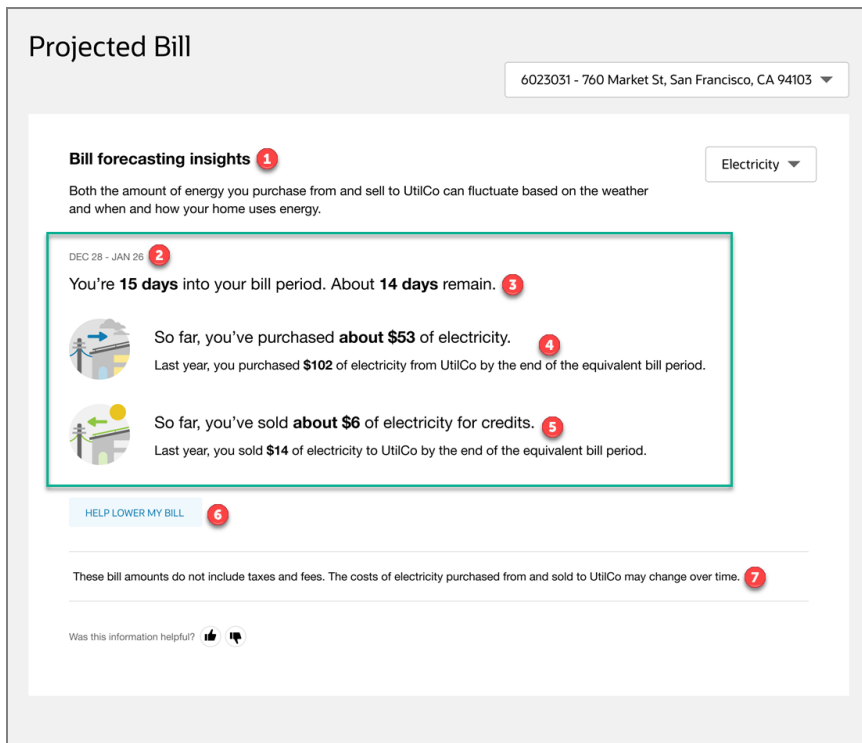 Projected Bill
6023031 - 760 Market St, San Francisco, CA 94103
Bill forecasting insights 1
Electricity
Both the amount of energy you purchase from and sell to UtilCo can fluctuate based on the weather
and when and how your home uses energy.
DEC 28 - JAN 26 2
You're 15 days into your bill period. About 14 days remain. 3
So far, you've purchased about $53 of electricity. 4
Last year, you purchased $102 of electricity from UtilCo by the end of the equivalent bill period.
So far, you've sold about $6 of electricity for credits. 5
Last year, you sold $14 of electricity to UtilCo by the end of the equivalent bill period.
HELP LOWER MY BILL 6
These bill amounts do not include taxes and fees. The costs of electricity purchased from and sold to UtilCo may change over time. 7
Was this information helpful?